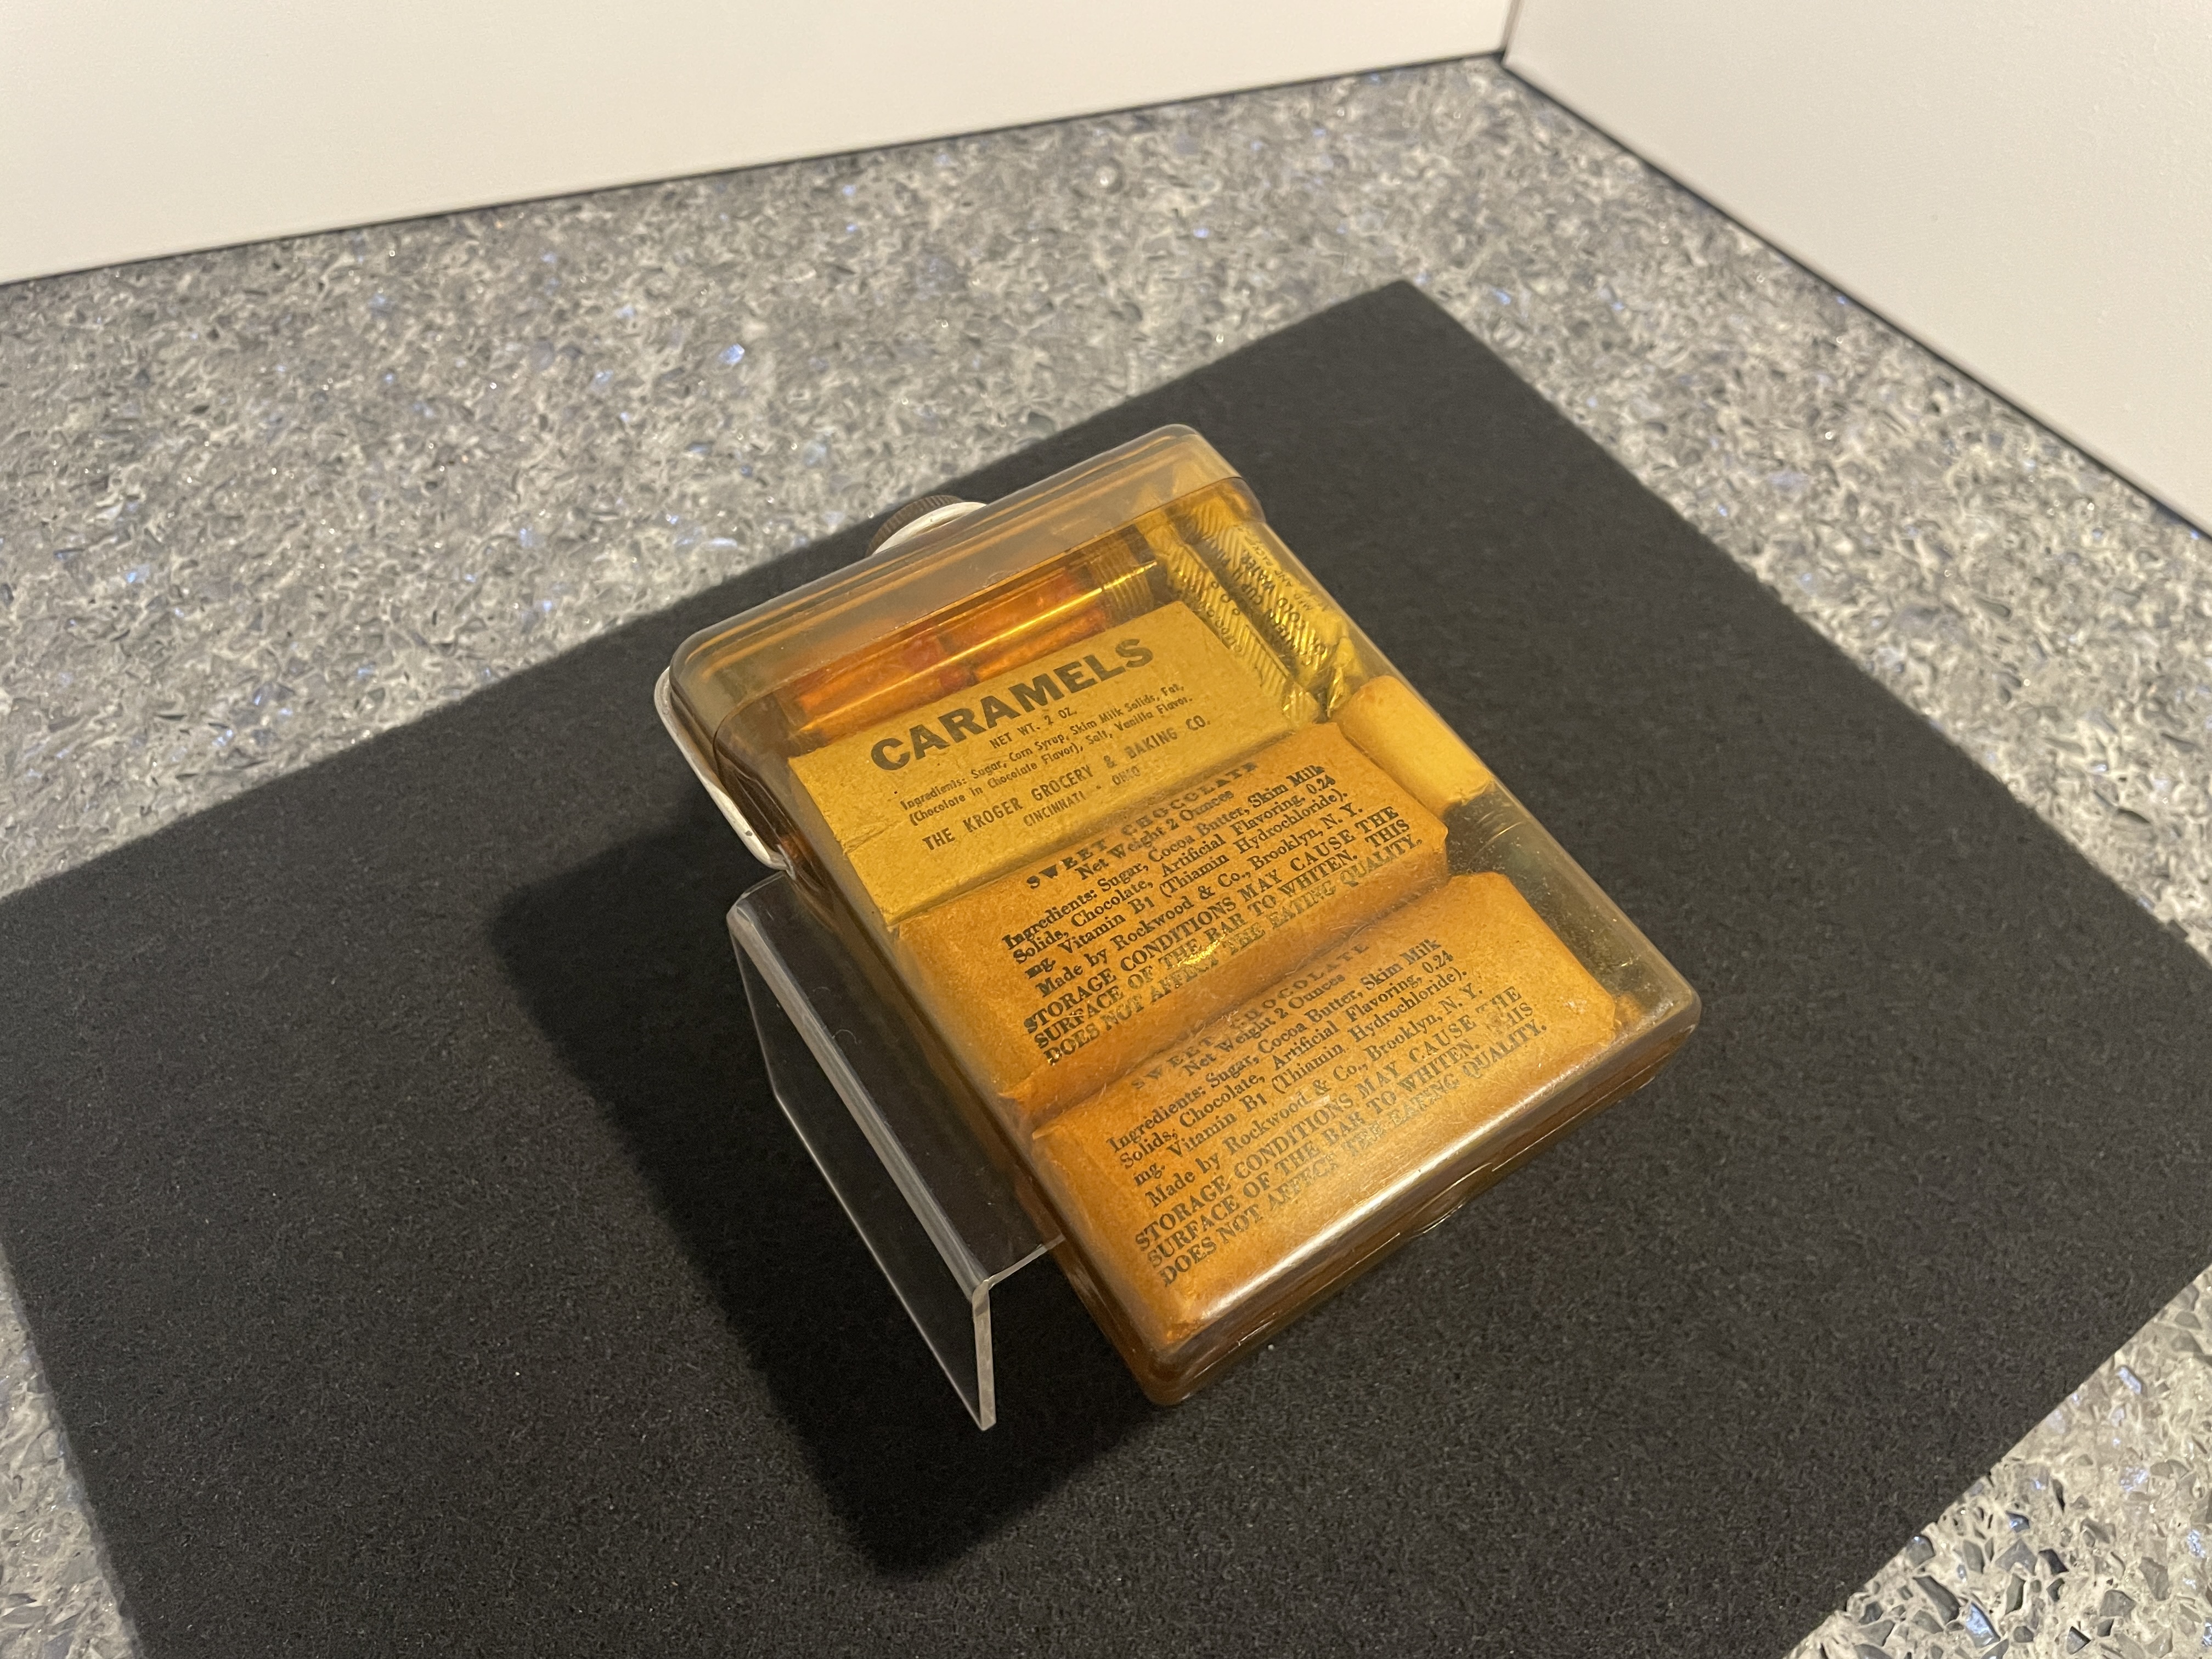 CARAMELS
NET WT. 2 OZ.
Ingredients: Sugar, Corn Syrup, Skim Milk Solids, Fat,
(Chocolate in Chocolate Flavor), Salt, Vanilla Flavor.
THE KROGER GROCERY & BAKING CO.
CINCINNATI - OHIO
SWEET CHOCOLATE
Net Weight 2 Ounces
Ingredients: Sugar, Cocoa Butter, Skim Milk
Solids, Chocolate, Artificial Flavoring, 0.24
mg. Vitamin B1 (Thiamin Hydrochloride).
Made by Rockwood & Co., Brooklyn, N. Y.
STORAGE CONDITIONS MAY CAUSE THE
SURFACE OF THE BAR TO WHITEN. THIS
DOES NOT AFFECT THE EATING QUALITY.
SWEET CHOCOLATE
Net Weight 2 Ounces
Ingredients: Sugar, Cocoa Butter, Skim Milk
Solids, Chocolate, Artificial Flavoring, 0.24
mg. Vitamin B1 (Thiamin Hydrochloride).
Made by Rockwood & Co., Brooklyn, N. Y.
STORAGE CONDITIONS MAY CAUSE THE
SURFACE OF THE BAR TO WHITEN. THIS
DOES NOT AFFECT THE EATING QUALITY.